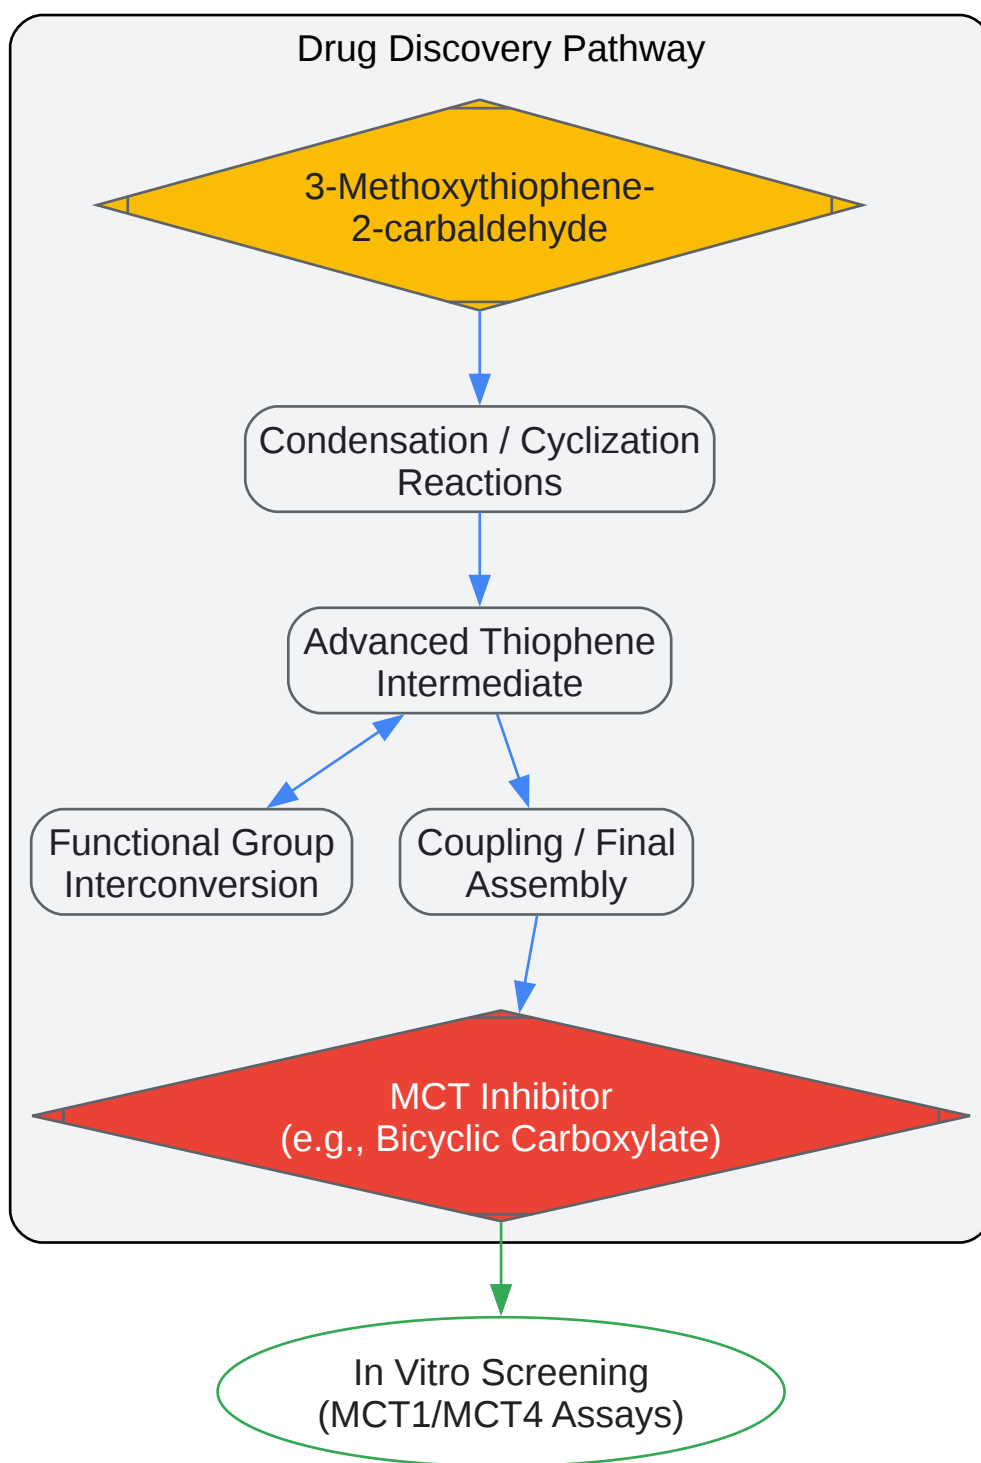 Drug Discovery Pathway
3-Methoxythiophene-
2-carbaldehyde
Condensation / Cyclization
Reactions
Advanced Thiophene
Intermediate
Functional Group
Interconversion
Coupling / Final
Assembly
MCT Inhibitor
(e.g., Bicyclic Carboxylate)
In Vitro Screening
(MCT1/MCT4 Assays)